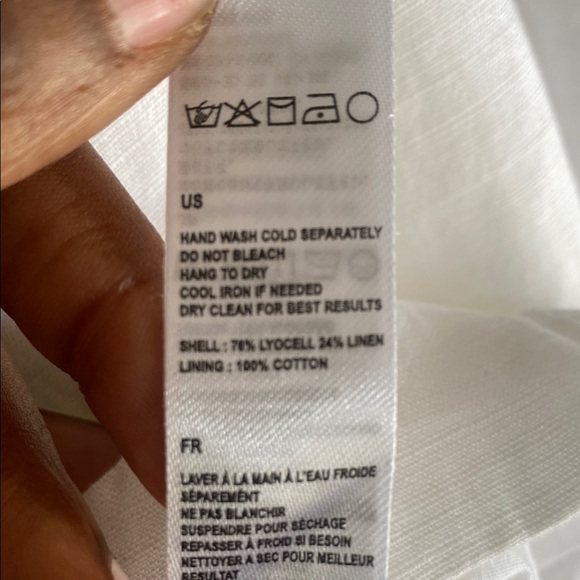 US
HAND WASH COLD SEPARATELY
DO NOT BLEACH
HANG TO DRY
COOL IRON IF NEEDED
DRY CLEAN FOR BEST RESULTS
SHELL : 76% LYOCELL 24% LINEN
LINING : 100% COTTON
FR
LAVER À LA MAIN À L'EAU FROIDE
SÉPARÉMENT
NE PAS BLANCHIR
SUSPENDRE POUR SÉCHAGE
REPASSER À FROID SI BESOIN
NETTOYER A SEC POUR MEILLEUR
RÉSULTAT